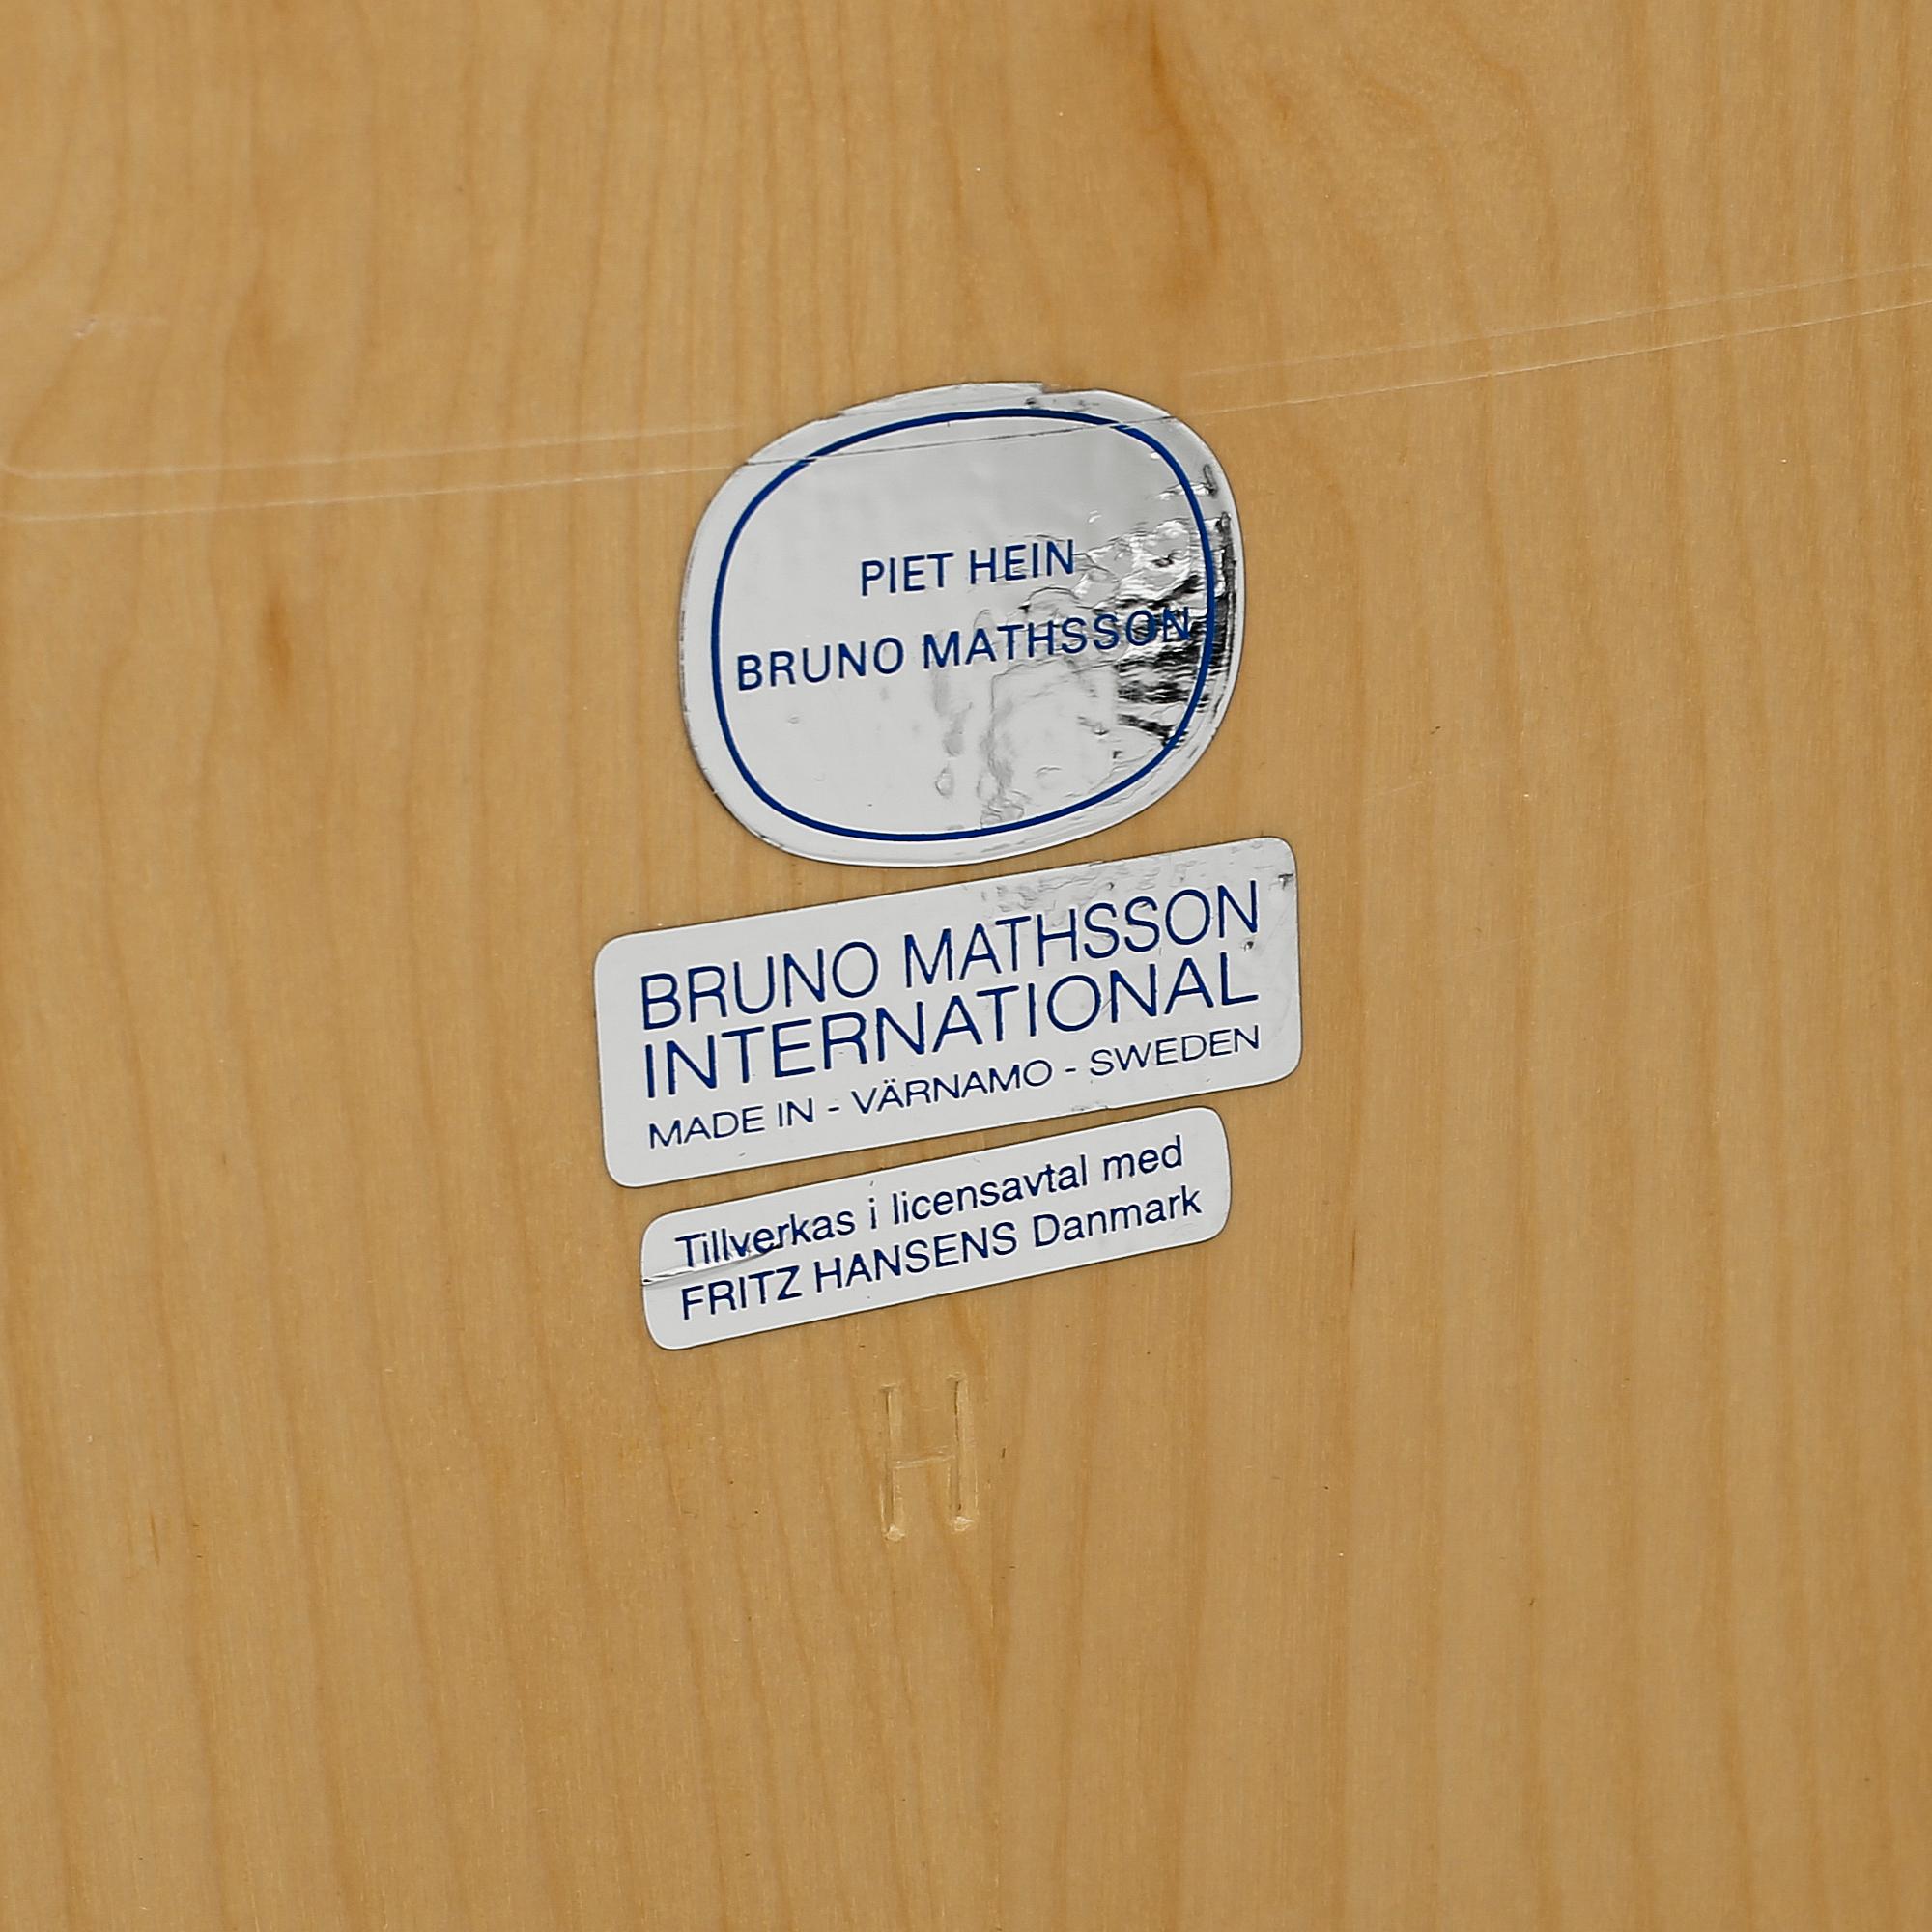 PIET HEIN
BRUNO MATHSSON
BRUNO MATHSSON
INTERNATIONAL
MADE IN - VÄRNAMO - SWEDEN
Tillverkas i licensavtal med
FRITZ HANSENS Danmark
H